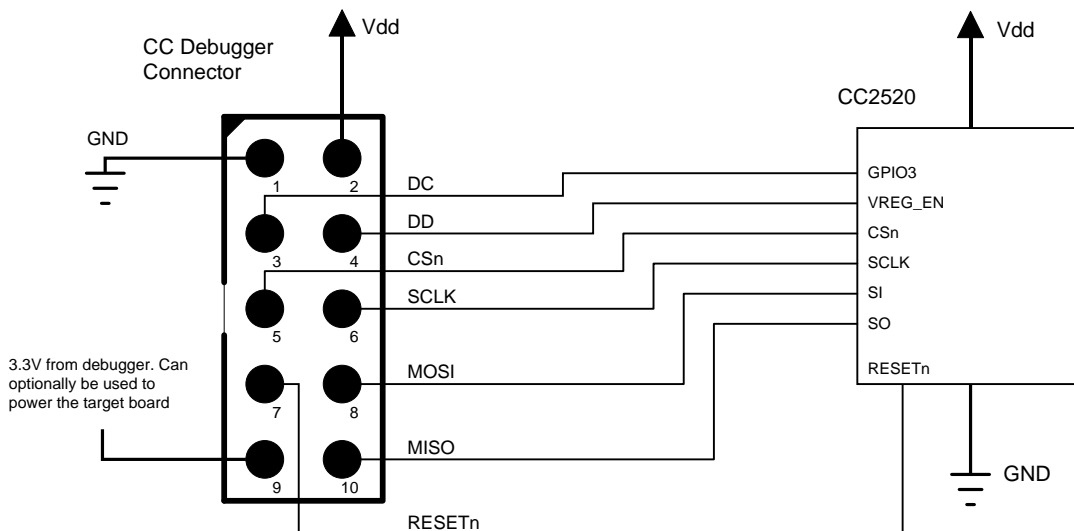 Vdd
CC Debugger
Connector
GND
1
2
DC
3
4
DD
CSn
5
6
SCLK
3.3V from debugger. Can
optionally be used to
power the target board
7
8
MOSI
9
10
MISO
RESETn
Vdd
CC2520
GPIO3
VREG_EN
CSn
SCLK
SI
SO
RESETn
GND